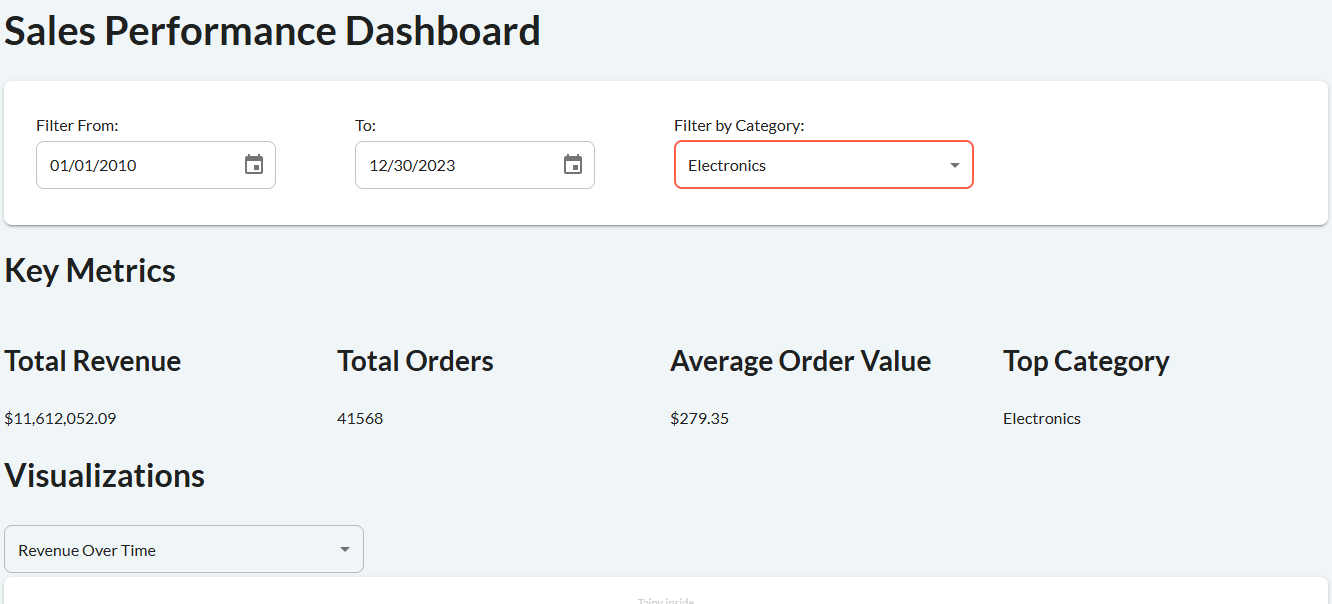 Sales Performance Dashboard
Filter From:
To:
Filter by Category:
01/01/2010
12/30/2023
Electronics
Key Metrics
Total Revenue
Total Orders
Average Order Value
Top Category
$11,612,052.09
41568
$279.35
Electronics
Visualizations
Revenue Over Time
Taipy inside